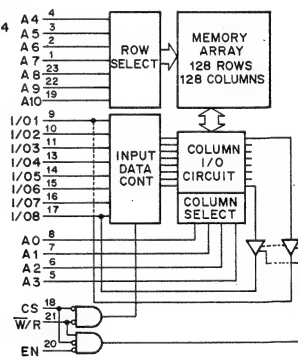 4
A4 4
A5 3
A6 2
A7 1
A8 23
A9 22
A10 19
ROW
SELECT
MEMORY
ARRAY
128 ROWS
128 COLUMNS
I/O1 9
I/O2 10
I/O3 11
I/O4 13
I/O5 14
I/O6 15
I/O7 16
I/O8 17
INPUT
DATA
CONT
COLUMN
I/O
CIRCUIT
COLUMN
SELECT
A0 8
A1 7
A2 6
A3 5
CS 18
W/R 21
EN 20